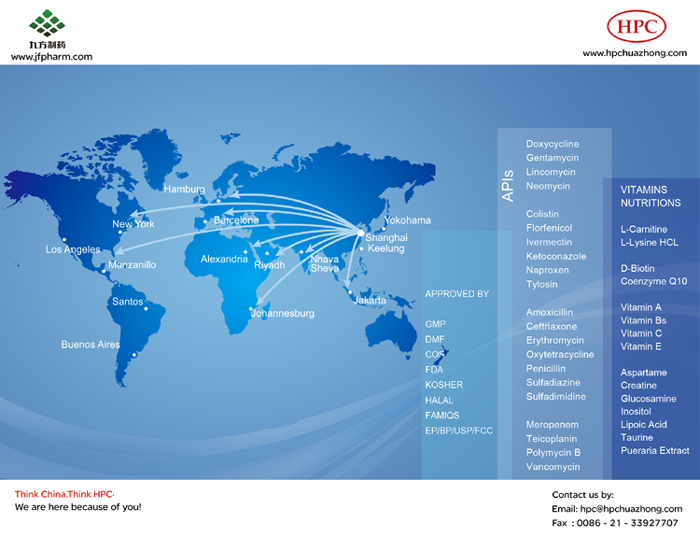 九方制药
www.jfpharm.com
HPC
www.hpchuazhong.com
Hamburg
New York
Barcelona
Yokohama
Shanghai
Keelung
Los Angeles
Manzanillo
Alexandria
Riyadh
Nhava
Sheva
Santos
Johannesburg
Jakarta
Buenos Aires
APPROVED BY
GMP
DMF
COS
FDA
KOSHER
HALAL
FAMIQS
EP/BP/USP/FCC
APIs
Doxycycline
Gentamycin
Lincomycin
Neomycin
Colistin
Florfenicol
Ivermectin
Ketoconazole
Naproxen
Tylosin
Amoxicillin
Ceftriaxone
Erythromycin
Oxytetracycline
Penicillin
Sulfadiazine
Sulfadimidine
Meropenem
Teicoplanin
Polymycin B
Vancomycin
VITAMINS
NUTRITIONS
L-Carnitine
L-Lysine HCL
D-Biotin
Coenzyme Q10
Vitamin A
Vitamin Bs
Vitamin C
Vitamin E
Aspartame
Creatine
Glucosamine
Inositol
Lipoic Acid
Taurine
Pueraria Extract
Think China.Think HPC·
We are here because of you!
Contact us by:
Email: hpc@hpchuazhong.com
Fax : 0086 - 21 - 33927707